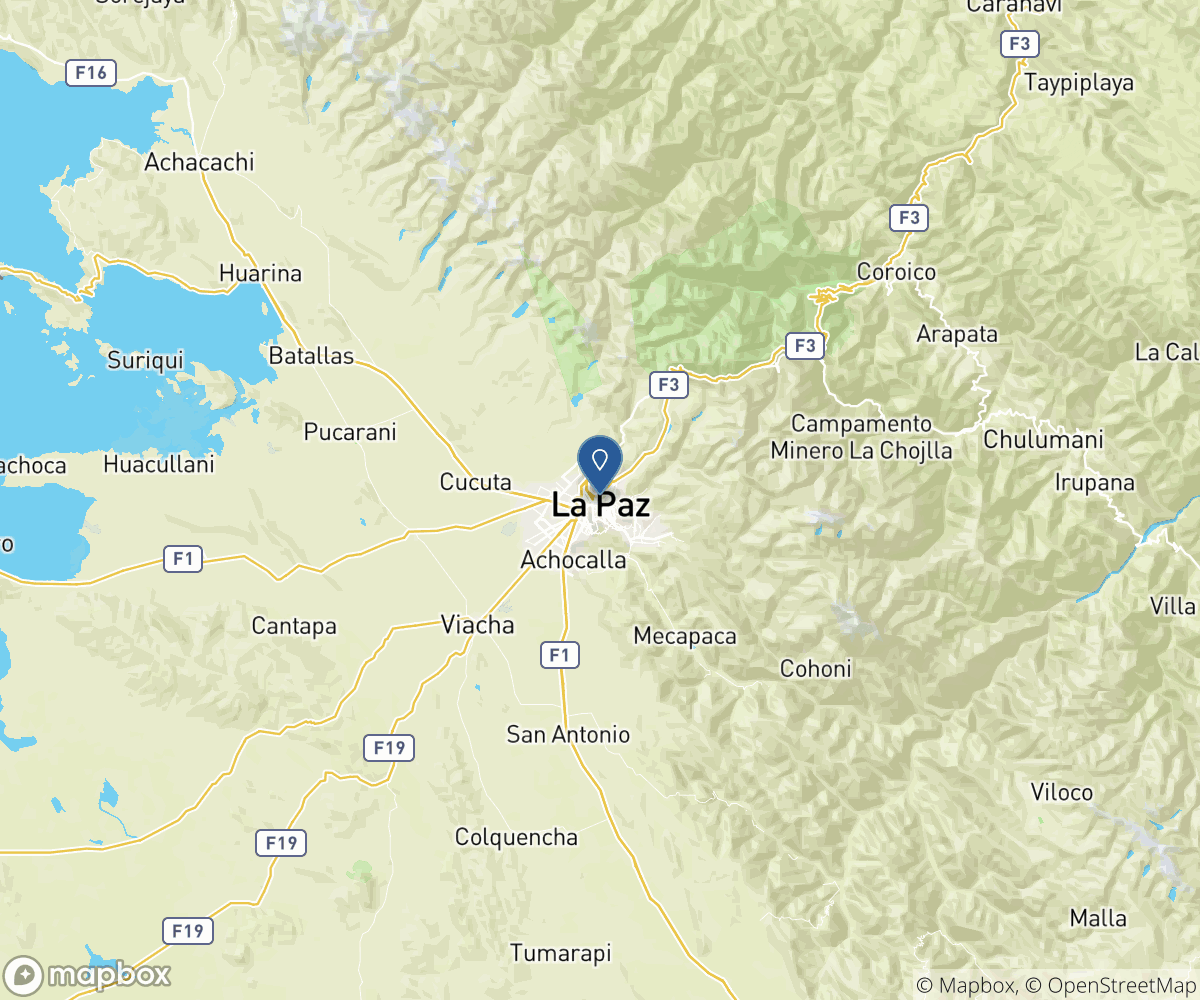 Caranavi
F3
F16
Taypiplaya
Achacachi
F3
Huarina
Coroico
Arapata
Suriqui
Batallas
F3
La Cal
F3
Pucarani
Campamento
Minero La Chojlla
Chulumani
achoca
Huacullani
Cucuta
Irupana
La Paz
o
F1
Achocalla
Villa
Cantapa
Viacha
Mecapaca
F1
Cohoni
San Antonio
F19
Viloco
Colquencha
F19
Malla
F19
Tumarapi
mapbox
© Mapbox, © OpenStreetMap